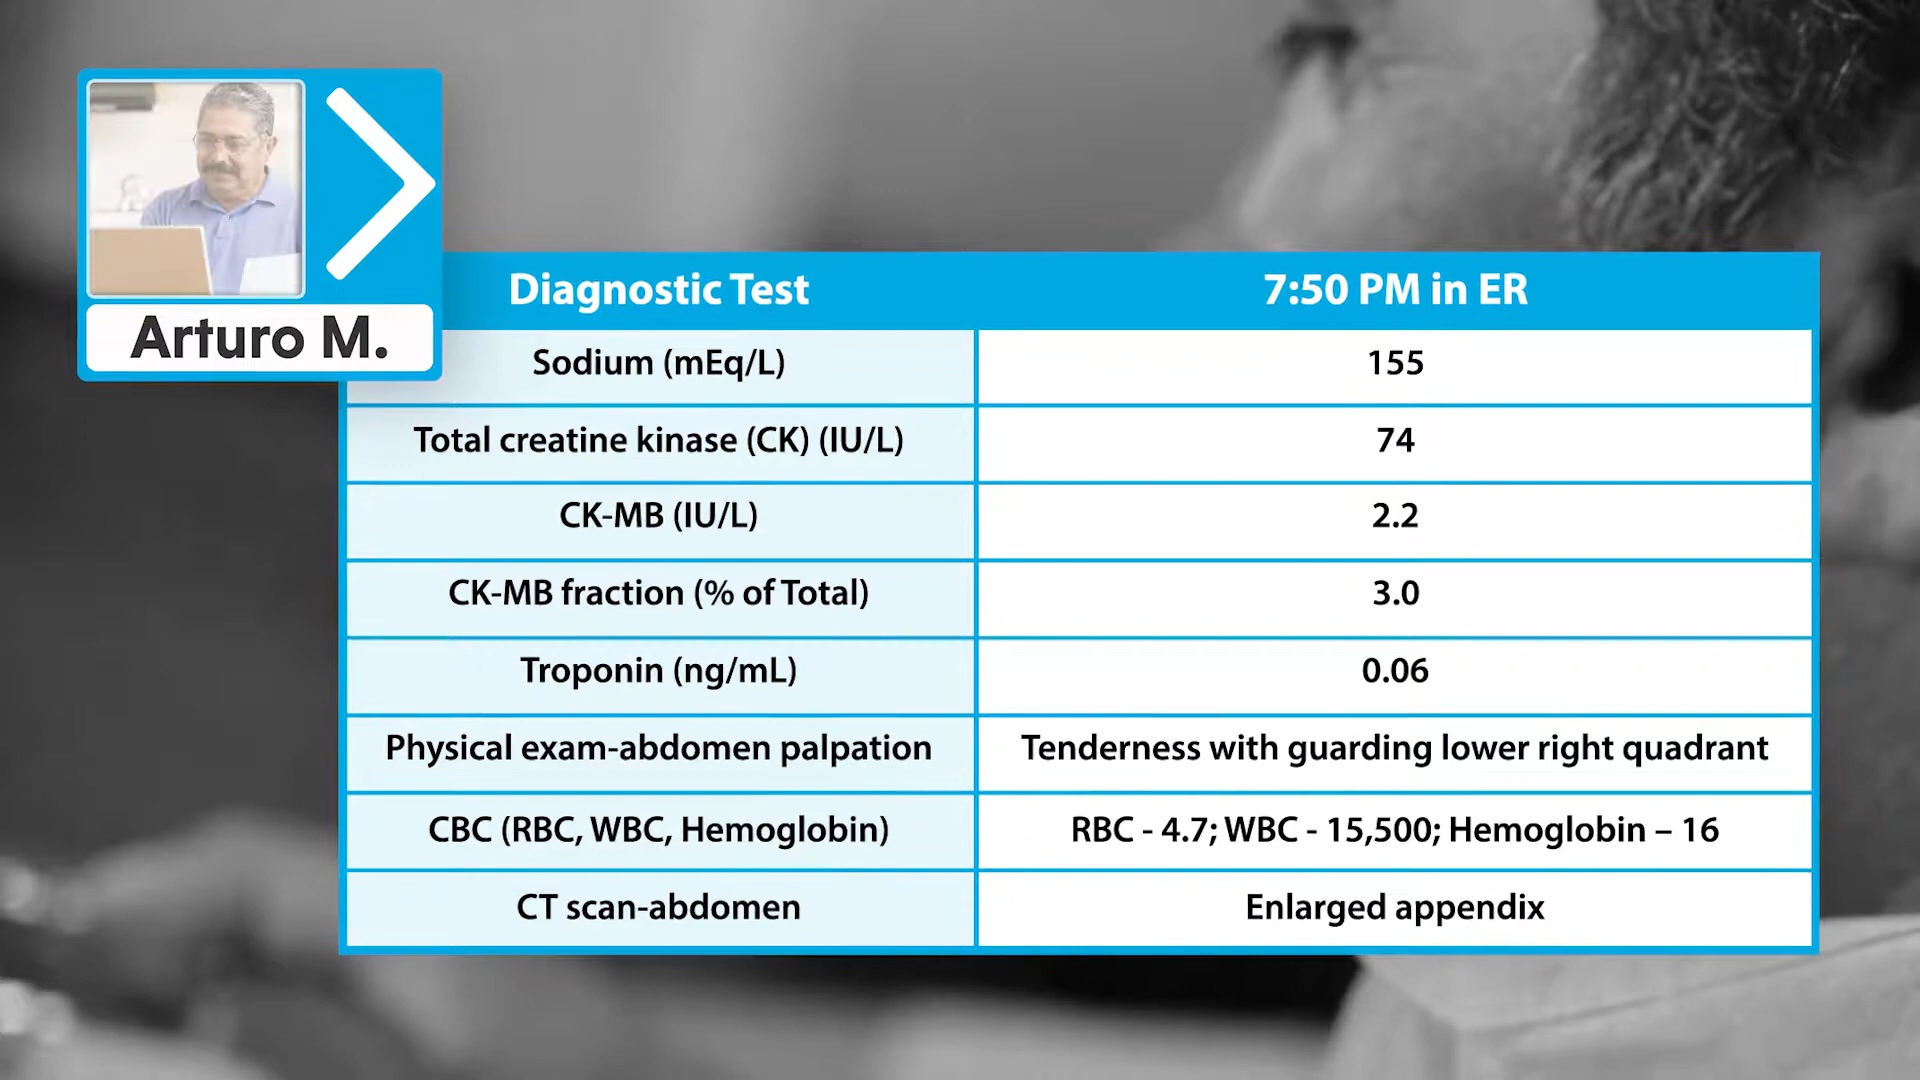 Arturo M.
Diagnostic Test 7:50 PM in ER
Sodium (mEq/L) 155
Total creatine kinase (CK) (IU/L) 74
CK-MB (IU/L) 2.2
CK-MB fraction (% of Total) 3.0
Troponin (ng/mL) 0.06
Physical exam-abdomen palpation Tenderness with guarding lower right quadrant
CBC (RBC, WBC, Hemoglobin) RBC - 4.7; WBC - 15,500; Hemoglobin – 16
CT scan-abdomen Enlarged appendix